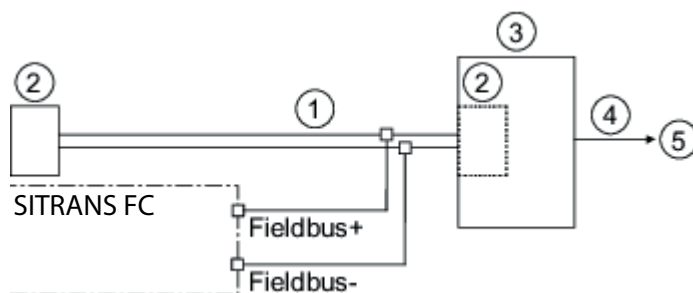 ③
② ① ② ④ ⑤
SITRANS FC
Fieldbus+
Fieldbus-